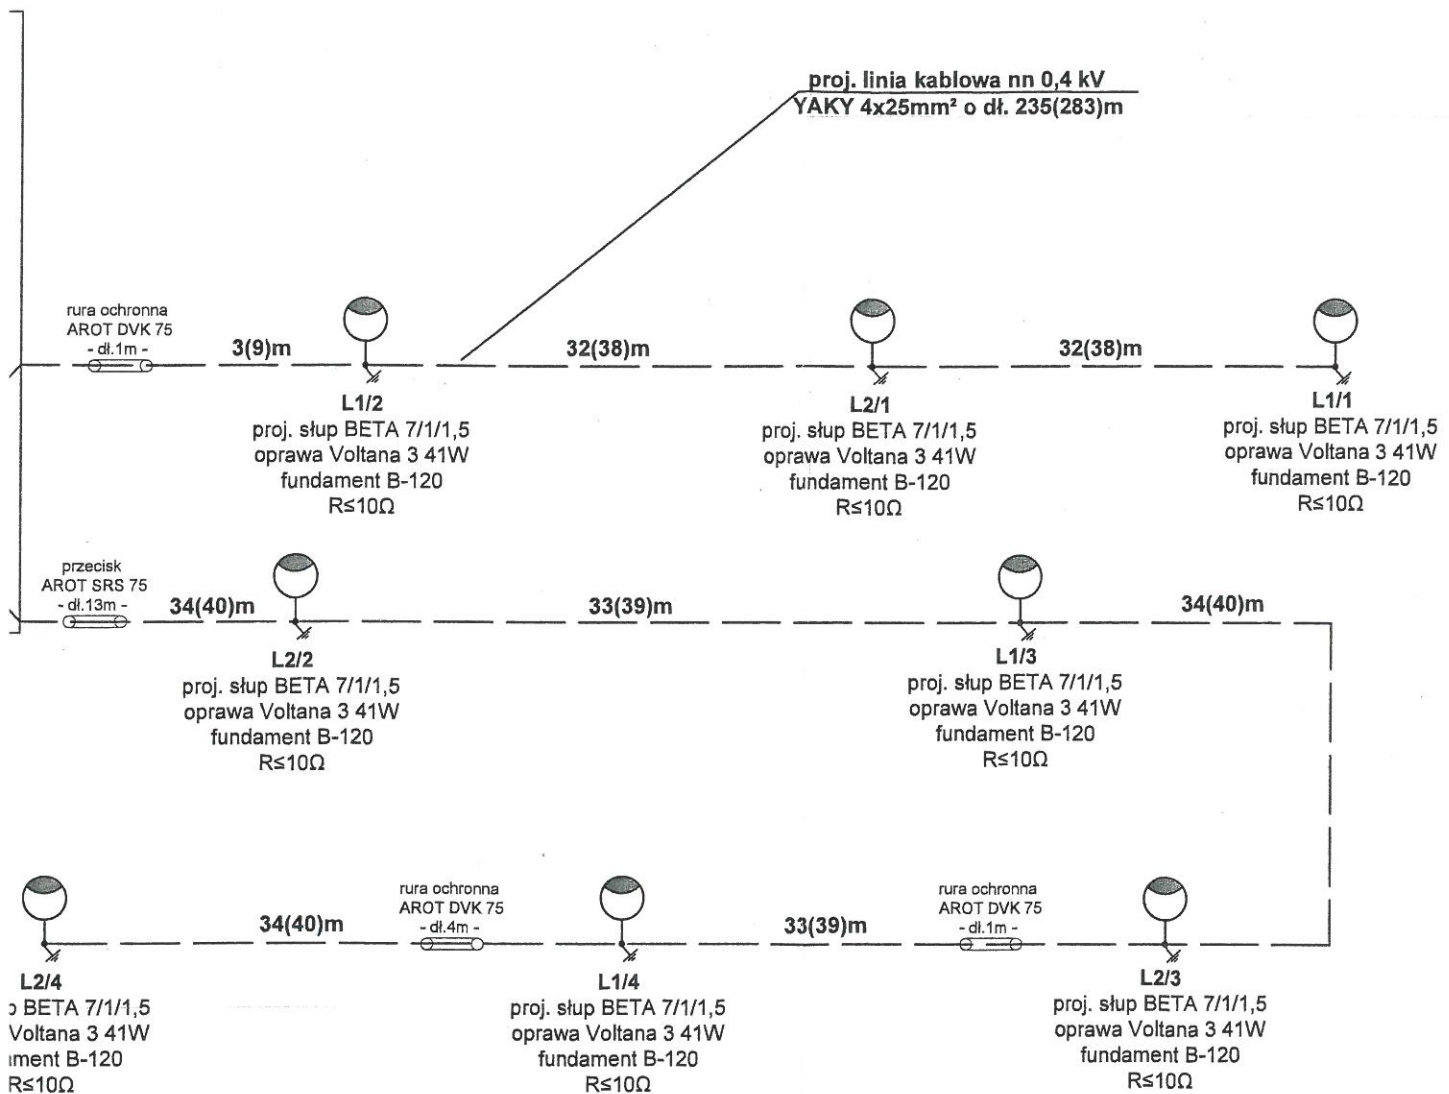 proj. linia kablowa nn 0,4 kV
YAKY 4x25mm² o dł. 235(283)m
rura ochronna
AROT DVK 75
- dł.1m -
3(9)m
32(38)m
32(38)m
L1/2
proj. słup BETA 7/1/1,5
oprawa Voltana 3 41W
fundament B-120
R≤10Ω
L2/1
proj. słup BETA 7/1/1,5
oprawa Voltana 3 41W
fundament B-120
R≤10Ω
L1/1
proj. słup BETA 7/1/1,5
oprawa Voltana 3 41W
fundament B-120
R≤10Ω
przecisk
AROT SRS 75
- dł.13m -
34(40)m
33(39)m
34(40)m
L2/2
proj. słup BETA 7/1/1,5
oprawa Voltana 3 41W
fundament B-120
R≤10Ω
L1/3
proj. słup BETA 7/1/1,5
oprawa Voltana 3 41W
fundament B-120
R≤10Ω
34(40)m
rura ochronna
AROT DVK 75
- dł.4m -
33(39)m
rura ochronna
AROT DVK 75
- dł.1m -
L2/4
BETA 7/1/1,5
Voltana 3 41W
B-120
R≤10Ω
L1/4
proj. słup BETA 7/1/1,5
oprawa Voltana 3 41W
fundament B-120
R≤10Ω
L2/3
proj. słup BETA 7/1/1,5
oprawa Voltana 3 41W
fundament B-120
R≤10Ω